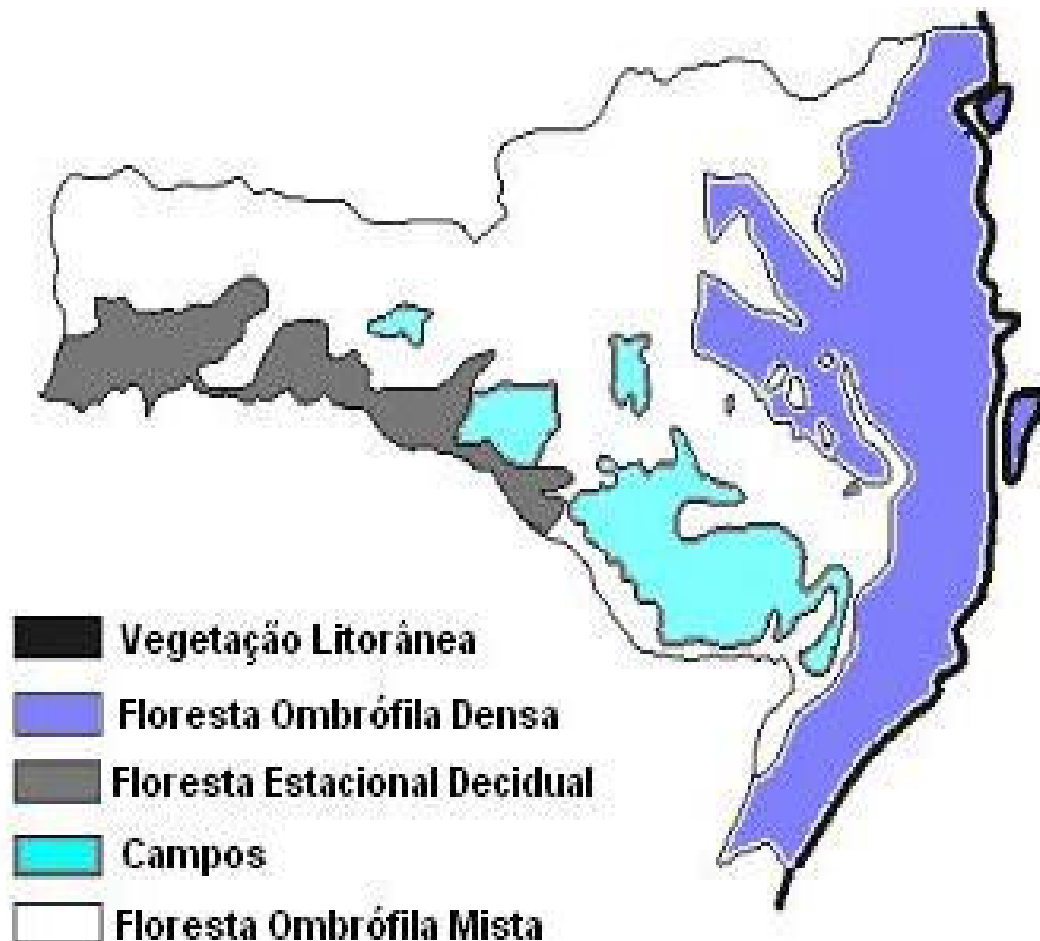 Vegetação Litorânea
Floresta Ombrófila Densa
Floresta Estacional Decidual
Campos
Floresta Ombrófila Mista